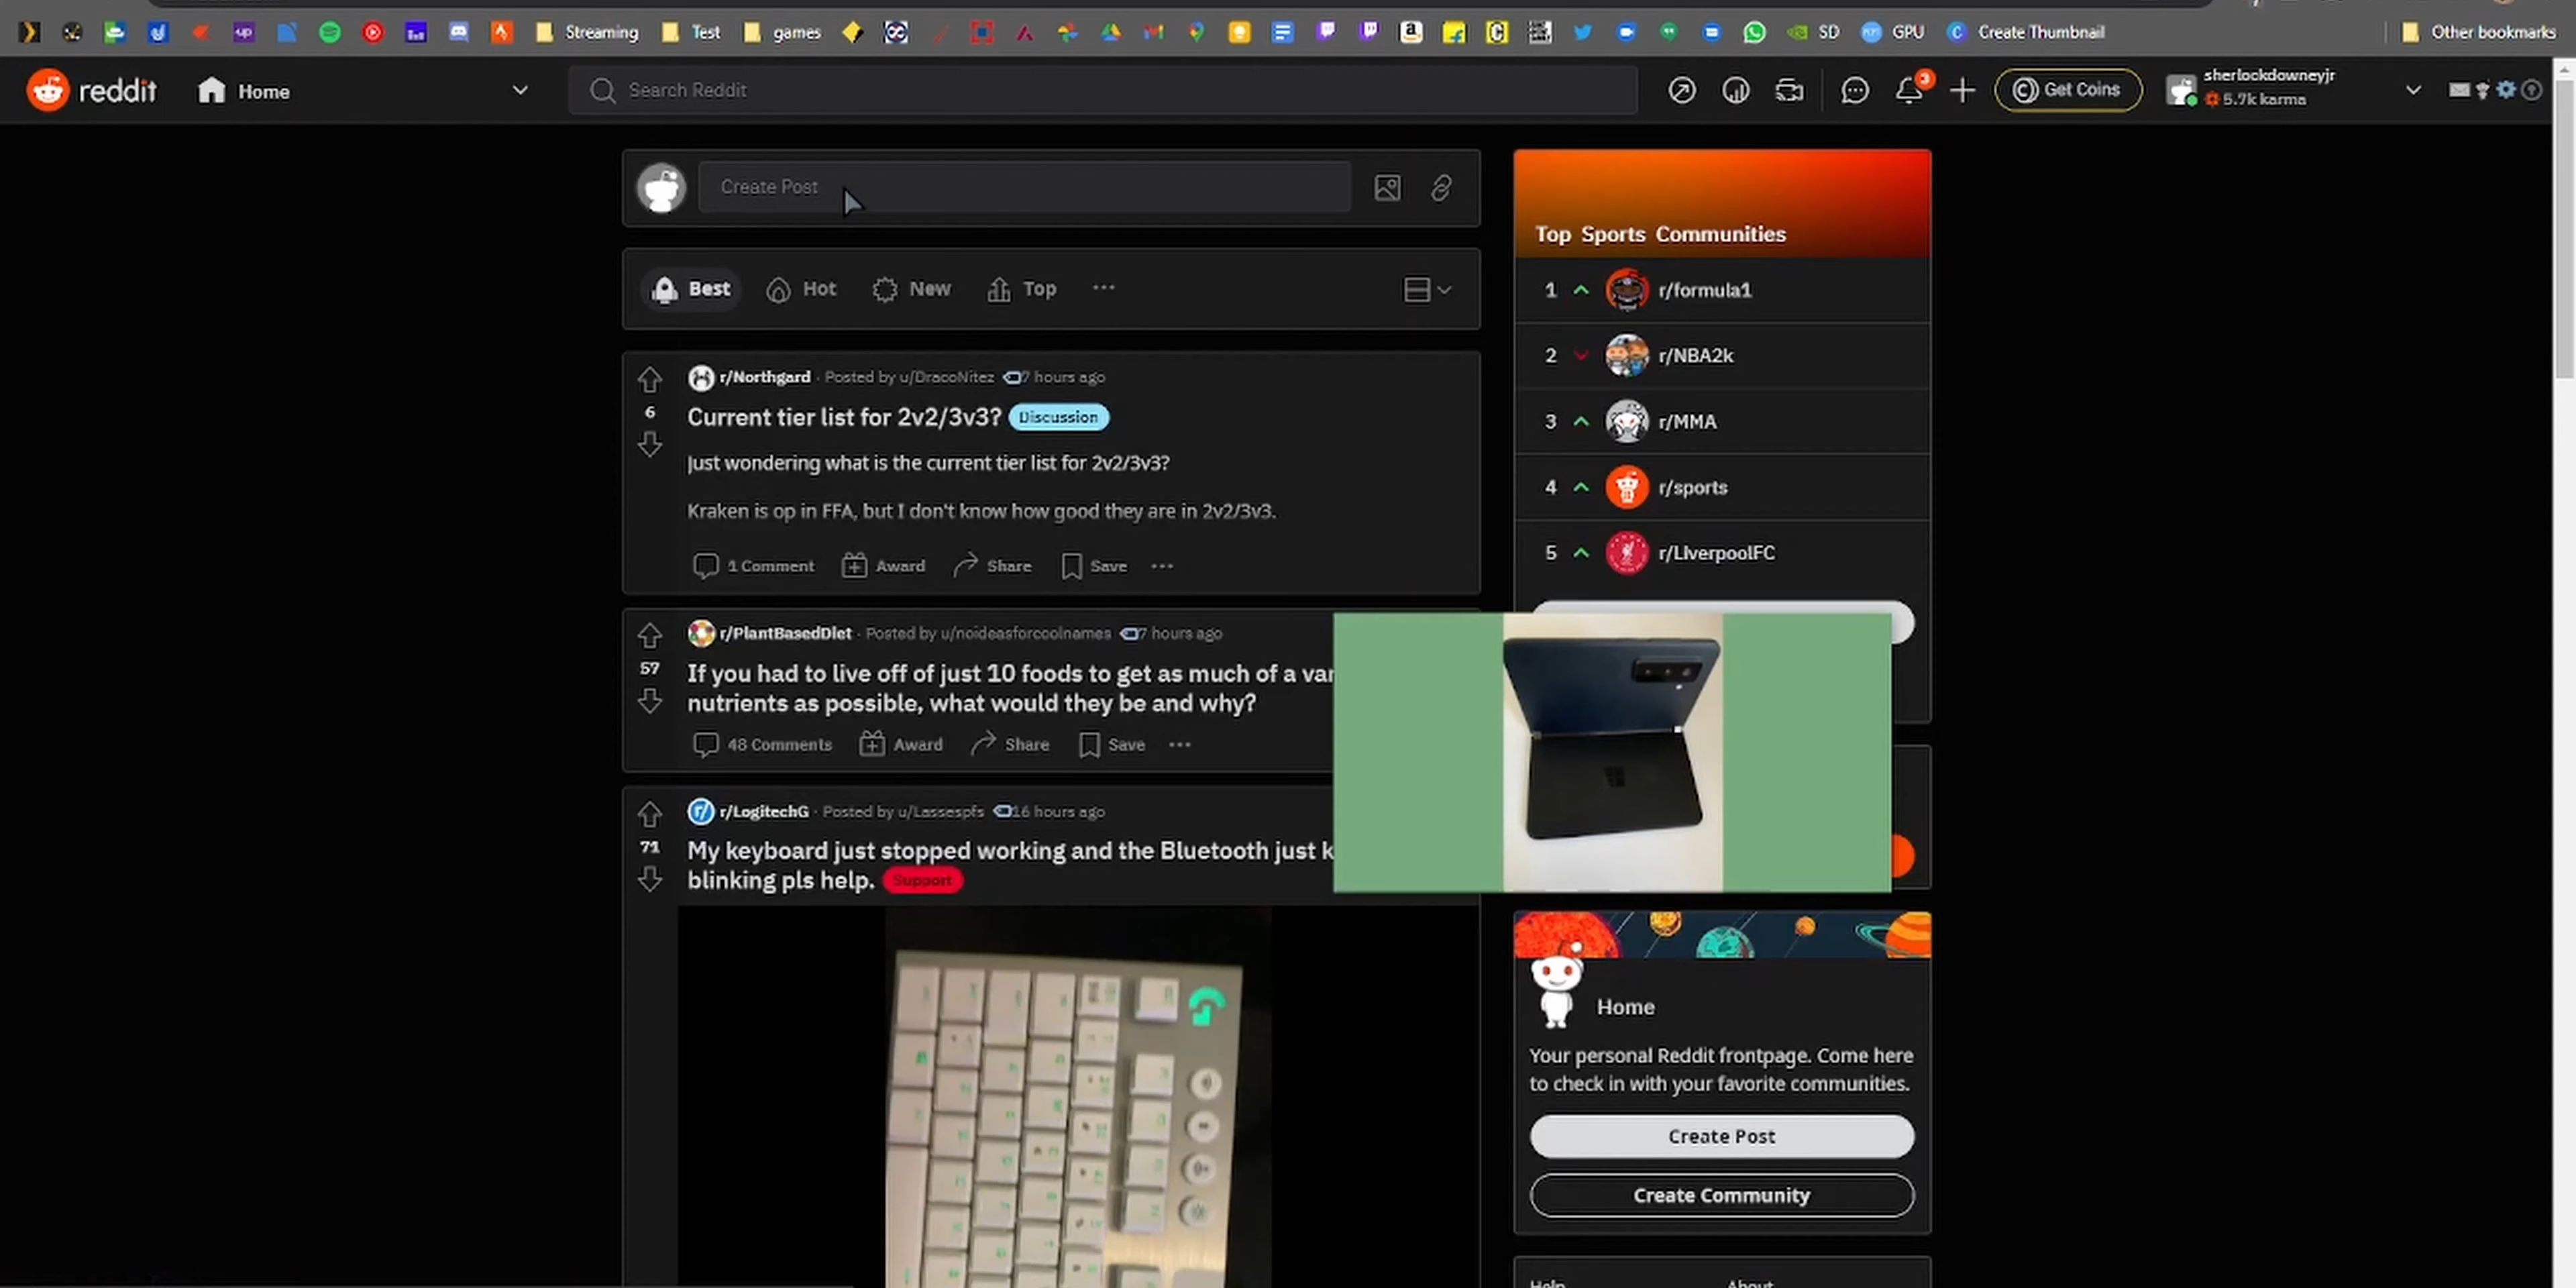 Streaming Test games SD GPU Create Thumbnail Other bookmarks
reddit Home Search Reddit 3 Get Coins sherlockdowneyjr
5.7k karma
Create Post
Best Hot New Top
r/Northgard · Posted by u/DracoNitez 7 hours ago
6
Current tier list for 2v2/3v3? Discussion
Just wondering what is the current tier list for 2v2/3v3?
Kraken is op in FFA, but I don't know how good they are in 2v2/3v3.
1 Comment Award Share Save
r/PlantBasedDiet · Posted by u/noideasforcoolnames 7 hours ago
57
If you had to live off of just 10 foods to get as much of a var
nutrients as possible, what would they be and why?
48 Comments Award Share Save
r/LogitechG · Posted by u/Lassespfs 16 hours ago
71
My keyboard just stopped working and the Bluetooth just k
blinking pls help. Support
Top Sports Communities
1 r/formula1
2 r/NBA2k
3 r/MMA
4 r/sports
5 r/LiverpoolFC
Home
Your personal Reddit frontpage. Come here
to check in with your favorite communities.
Create Post
Create Community
Help About